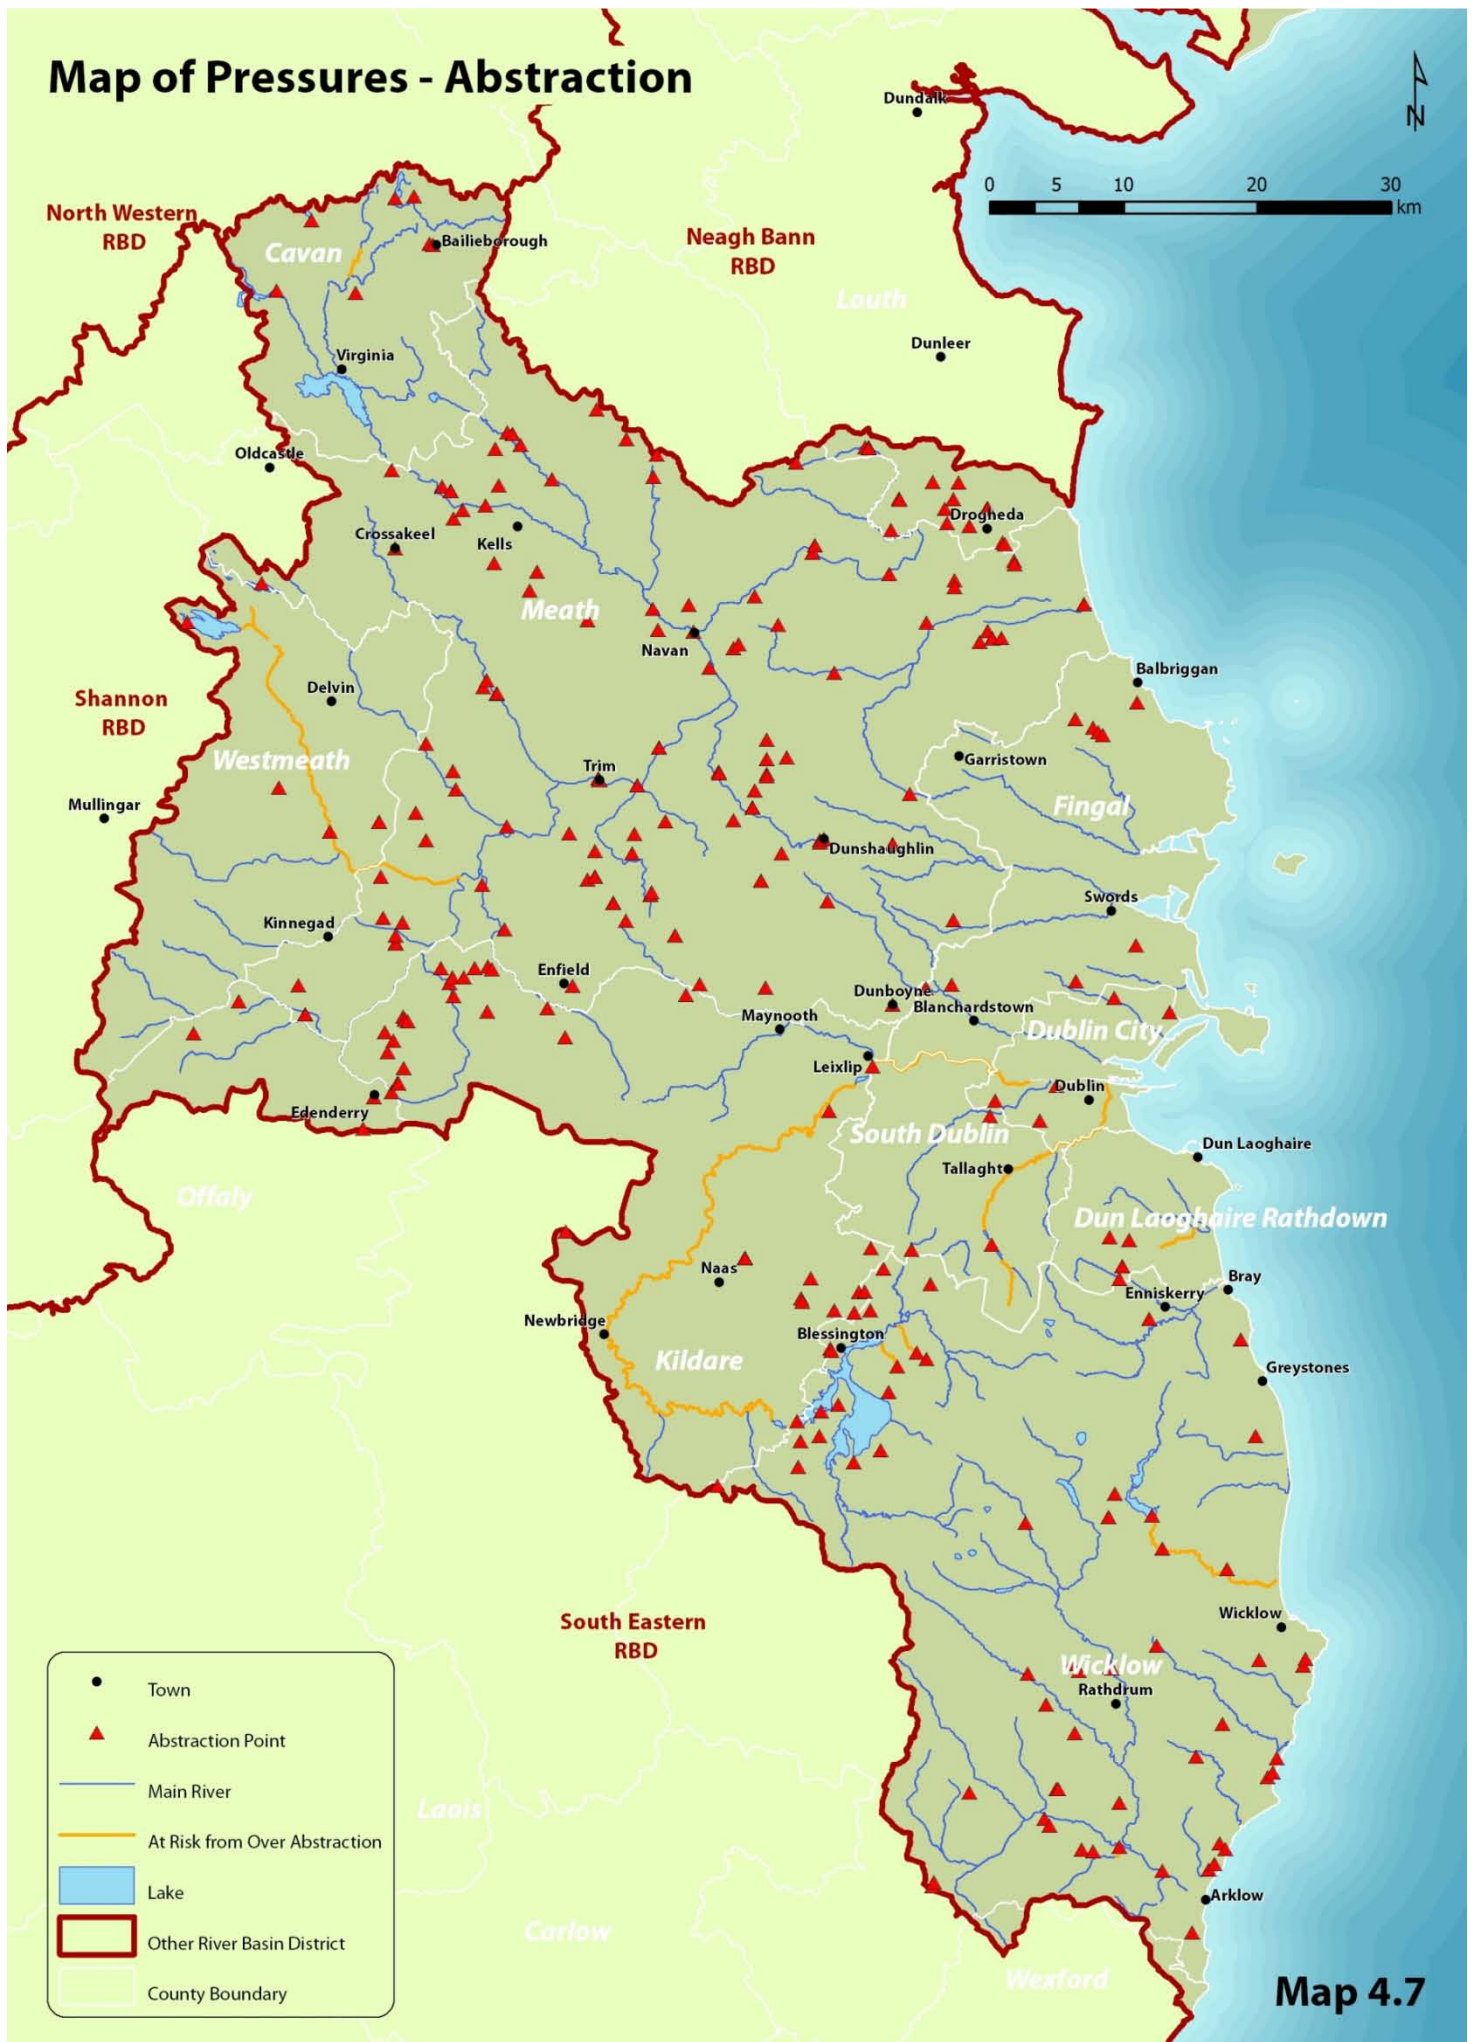 Map of Pressures - Abstraction
Dundalk
N
0 5 10 20 30
km
North Western
RBD
Cavan
Bailieborough
Neagh Bann
RBD
Louth
Dunleer
Virginia
Oldcastle
Drogheda
Crossakeel
Kells
Meath
Navan
Balbriggan
Delvin
Shannon
RBD
Westmeath
Garristown
Trim
Mullingar
Fingal
Dunshaughlin
Swords
Kinnegad
Enfield
Dunboyne
Blanchardstown
Maynooth
Dublin City
Leixlip
Dublin
Edenderry
South Dublin
Dun Laoghaire
Tallaght
Offaly
Dun Laoghaire Rathdown
Naas
Bray
Enniskerry
Newbridge
Blessington
Kildare
Greystones
South Eastern
RBD
Wicklow
Wicklow
Rathdrum
Town
Abstraction Point
Main River
Laois
At Risk from Over Abstraction
Lake
Arklow
Carlow
Other River Basin District
Wexford
County Boundary
Map 4.7